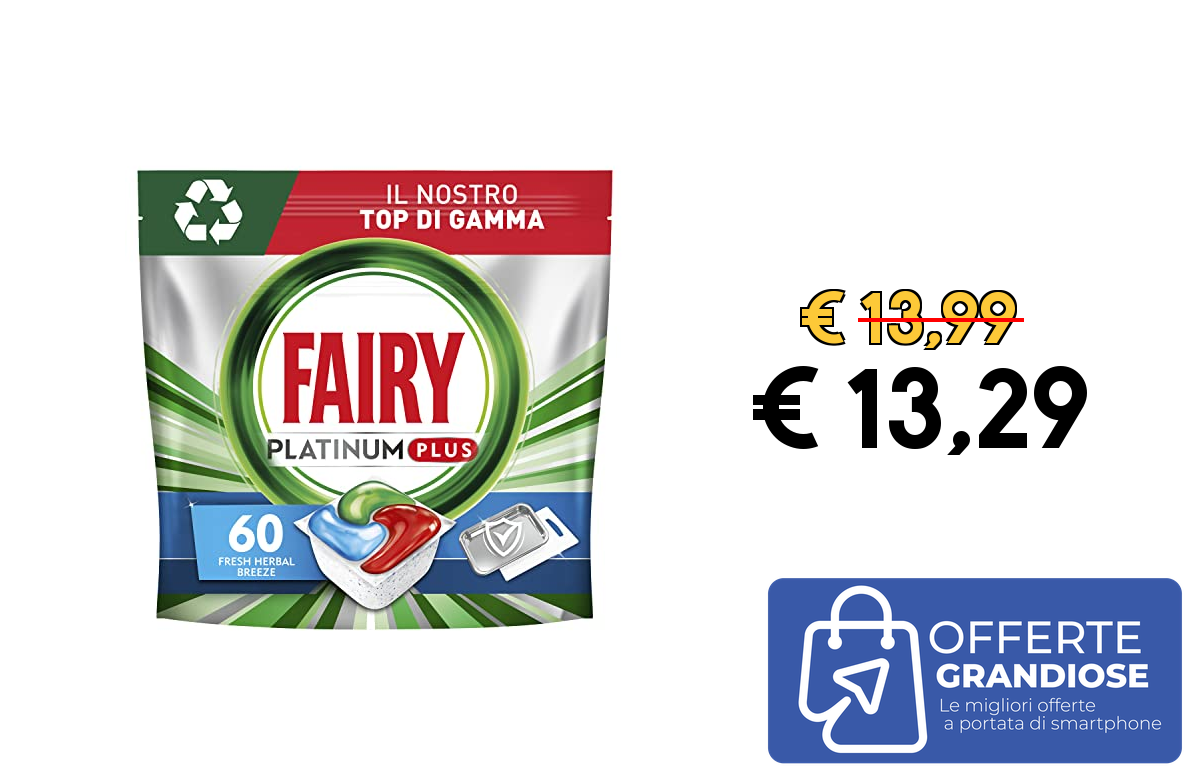 IL NOSTRO
TOP DI GAMMA
FAIRY
PLATINUM PLUS
60
FRESH HERBAL
BREEZE
€ 13,99
€ 13,29
OFFERTE
GRANDIOSE
Le migliori offerte
a portata di smartphone